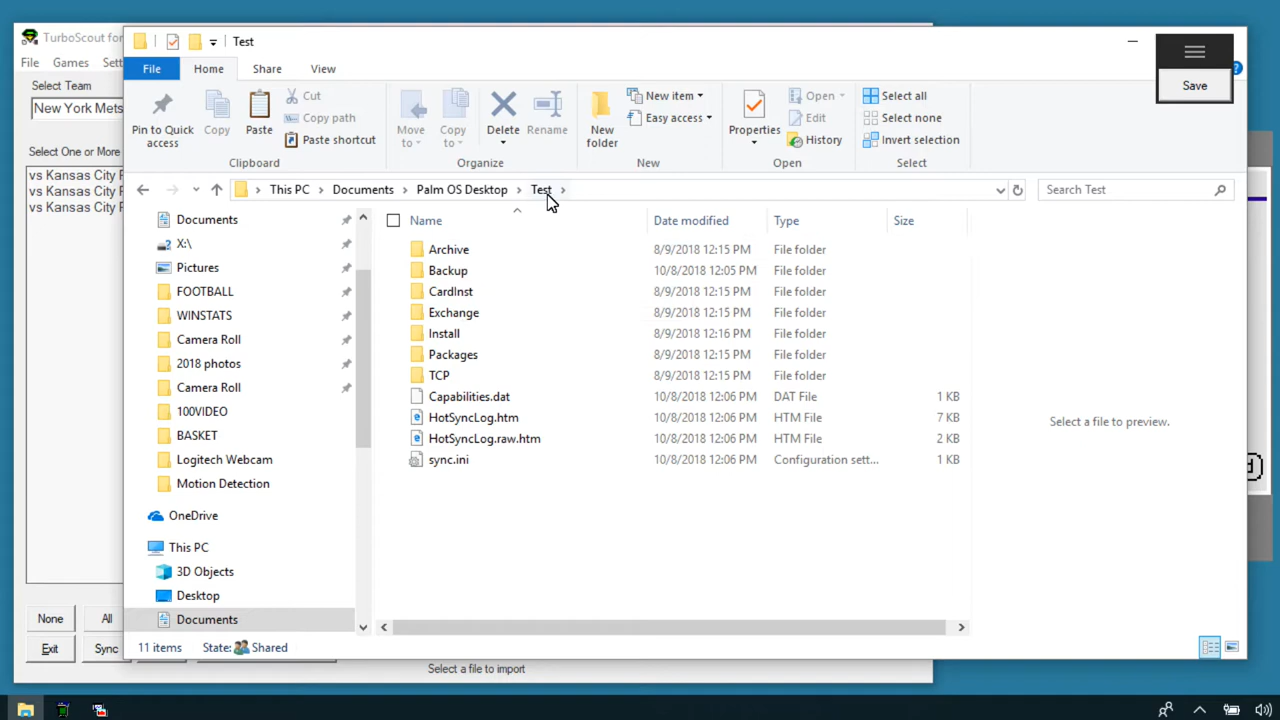 TurboScout for
Test
File Games Sett
File Home Share View
Save
Select Team
New York Mets
Pin to Quick access
Copy
Paste
Cut
Copy path
Paste shortcut
Clipboard
Move to
Copy to
Delete
Rename
Organize
New folder
New item
Easy access
New
Properties
Open
Edit
History
Open
Select all
Select none
Invert selection
Select
Select One or More
vs Kansas City
vs Kansas City
vs Kansas City
This PC > Documents > Palm OS Desktop > Test >
Search Test
Name Date modified Type Size
Documents
X:\
Pictures
FOOTBALL
WINSTATS
Camera Roll
2018 photos
Camera Roll
100VIDEO
BASKET
Logitech Webcam
Motion Detection
OneDrive
This PC
3D Objects
Desktop
Documents
Archive 8/9/2018 12:15 PM File folder
Backup 10/8/2018 12:05 PM File folder
CardInst 8/9/2018 12:15 PM File folder
Exchange 8/9/2018 12:15 PM File folder
Install 8/9/2018 12:16 PM File folder
Packages 8/9/2018 12:15 PM File folder
TCP 8/9/2018 12:15 PM File folder
Capabilities.dat 10/8/2018 12:06 PM DAT File 1 KB
HotSyncLog.htm 10/8/2018 12:06 PM HTM File 7 KB
HotSyncLog.raw.htm 10/8/2018 12:06 PM HTM File 2 KB
sync.ini 10/8/2018 12:06 PM Configuration sett... 1 KB
Select a file to preview.
None All
Exit Sync
11 items State: Shared
Select a file to import